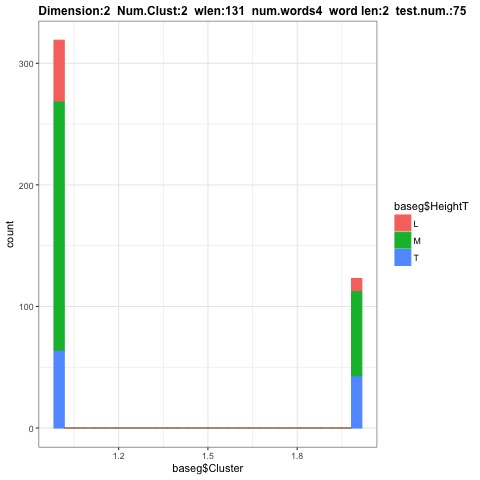 Dimension:2  Num.Clust:2  wlen:131  num.words4  word len:2  test.num.:75
300
200
100
0
count
1.2
1.5
1.8
baseg$Cluster
baseg$HeightT
L
M
T